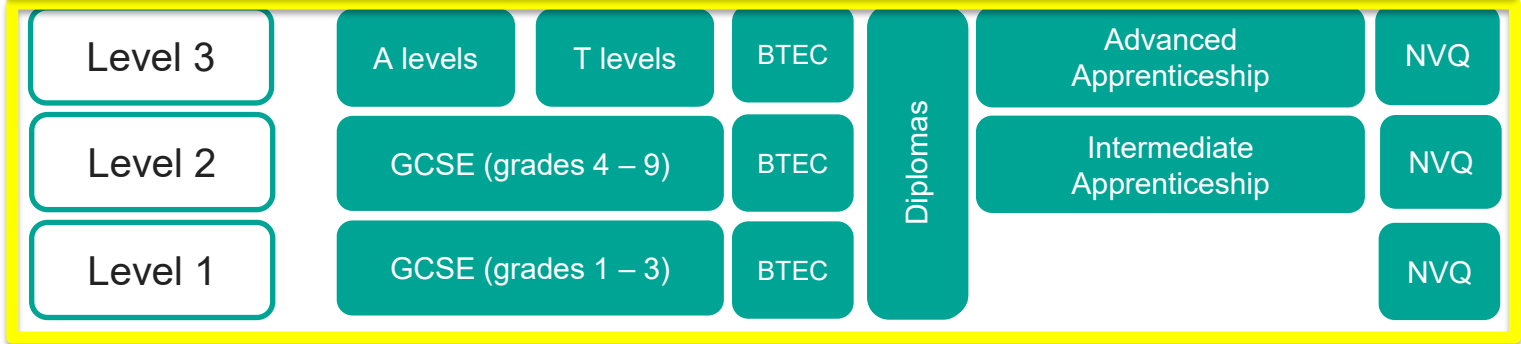 Level 3
A levels
T levels
BTEC
Advanced
Apprenticeship
NVQ
Level 2
GCSE (grades 4 – 9)
BTEC
Diplomas
Intermediate
Apprenticeship
NVQ
Level 1
GCSE (grades 1 – 3)
BTEC
NVQ